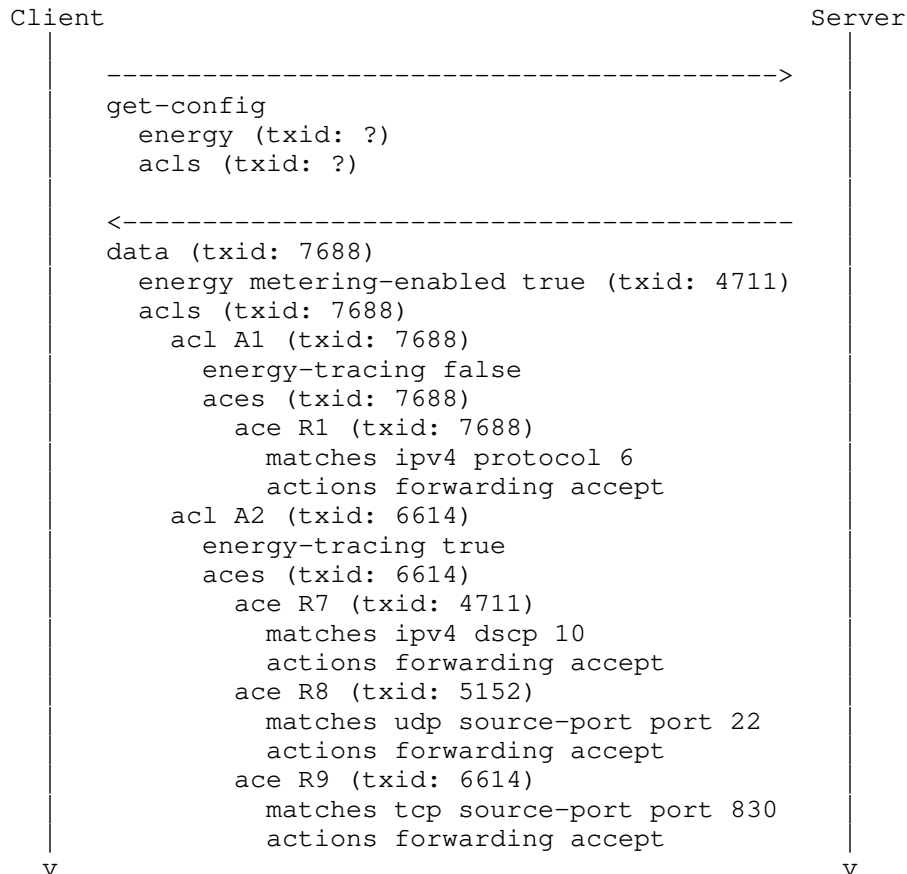 Client                                            Server
  |                                                 |
  |   ------------------------------------------>   |
  |   get-config                                    |
  |     energy (txid: ?)                            |
  |     acls (txid: ?)                              |
  |                                                 |
  |   <------------------------------------------   |
  |   data (txid: 7688)                             |
  |     energy metering-enabled true (txid: 4711)   |
  |     acls (txid: 7688)                           |
  |       acl A1 (txid: 7688)                       |
  |         energy-tracing false                    |
  |         aces (txid: 7688)                       |
  |           ace R1 (txid: 7688)                   |
  |             matches ipv4 protocol 6             |
  |             actions forwarding accept           |
  |       acl A2 (txid: 6614)                       |
  |         energy-tracing true                     |
  |         aces (txid: 6614)                       |
  |           ace R7 (txid: 4711)                   |
  |             matches ipv4 dscp 10                |
  |             actions forwarding accept           |
  |           ace R8 (txid: 5152)                   |
  |             matches udp source-port port 22     |
  |             actions forwarding accept           |
  |           ace R9 (txid: 6614)                   |
  |             matches tcp source-port port 830    |
  |             actions forwarding accept           |
  v                                                 v